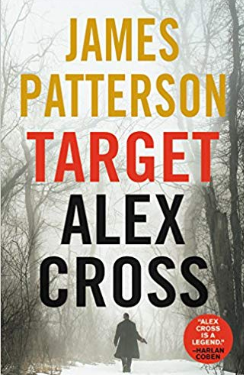 JAMES
PATTERSON
TARGET
ALEX
CROSS
"ALEX
CROSS
IS A
LEGEND."
—HARLAN
COBEN